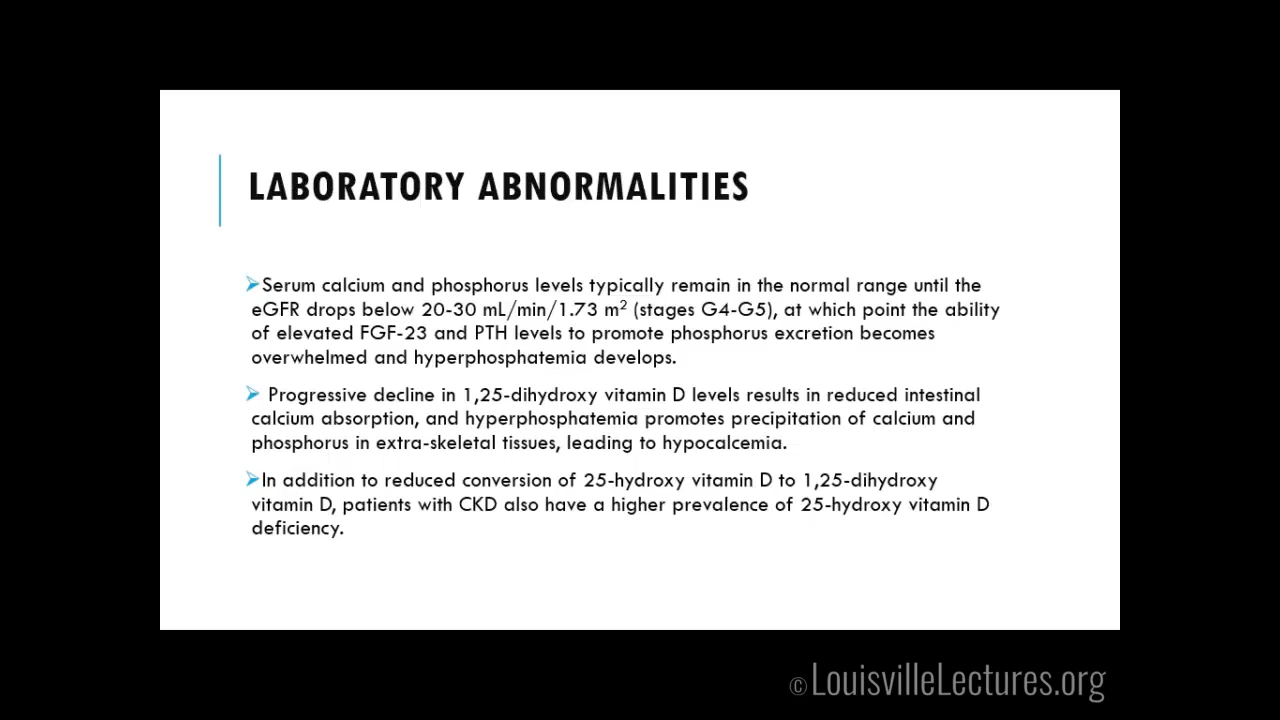 LABORATORY ABNORMALITIES
➢Serum calcium and phosphorus levels typically remain in the normal range until the
eGFR drops below 20-30 mL/min/1.73 m² (stages G4-G5), at which point the ability
of elevated FGF-23 and PTH levels to promote phosphorus excretion becomes
overwhelmed and hyperphosphatemia develops.
➢ Progressive decline in 1,25-dihydroxy vitamin D levels results in reduced intestinal
calcium absorption, and hyperphosphatemia promotes precipitation of calcium and
phosphorus in extra-skeletal tissues, leading to hypocalcemia.
➢In addition to reduced conversion of 25-hydroxy vitamin D to 1,25-dihydroxy
vitamin D, patients with CKD also have a higher prevalence of 25-hydroxy vitamin D
deficiency.
© LouisvilleLectures.org